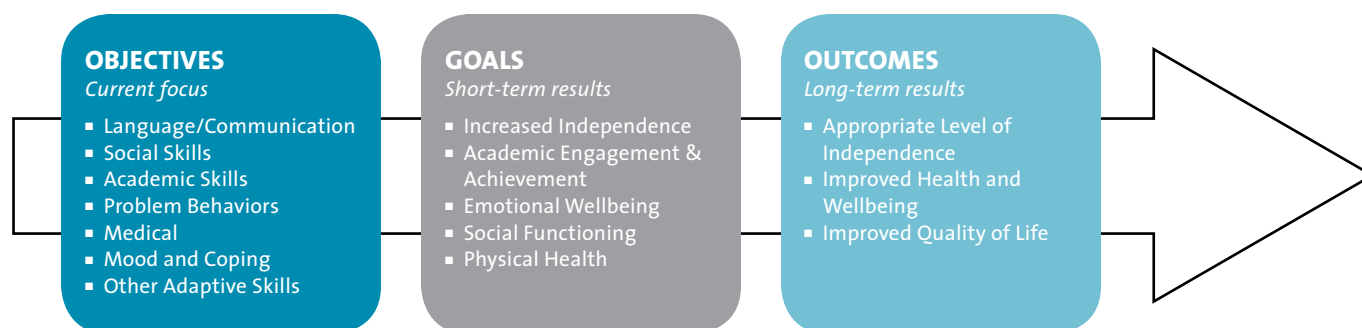 OBJECTIVES
Current focus
▪ Language/Communication
▪ Social Skills
▪ Academic Skills
▪ Problem Behaviors
▪ Medical
▪ Mood and Coping
▪ Other Adaptive Skills
GOALS
Short-term results
▪ Increased Independence
▪ Academic Engagement &
Achievement
▪ Emotional Wellbeing
▪ Social Functioning
▪ Physical Health
OUTCOMES
Long-term results
▪ Appropriate Level of
Independence
▪ Improved Health and
Wellbeing
▪ Improved Quality of Life